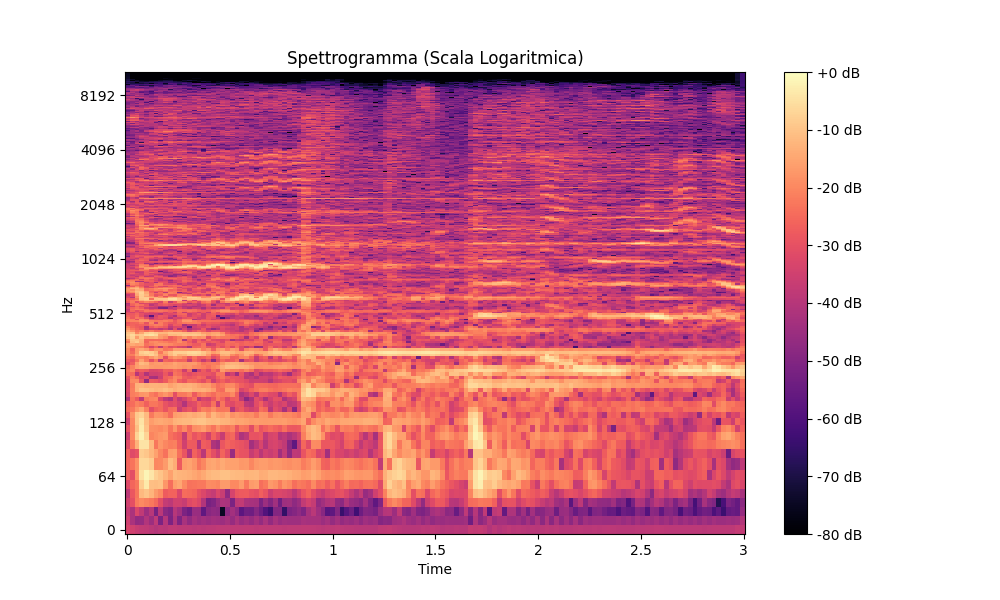 Spettrogramma (Scala Logaritmica)
8192
4096
2048
1024
512
256
128
64
0
Hz
0 0.5 1 1.5 2 2.5 3
Time
+0 dB
-10 dB
-20 dB
-30 dB
-40 dB
-50 dB
-60 dB
-70 dB
-80 dB